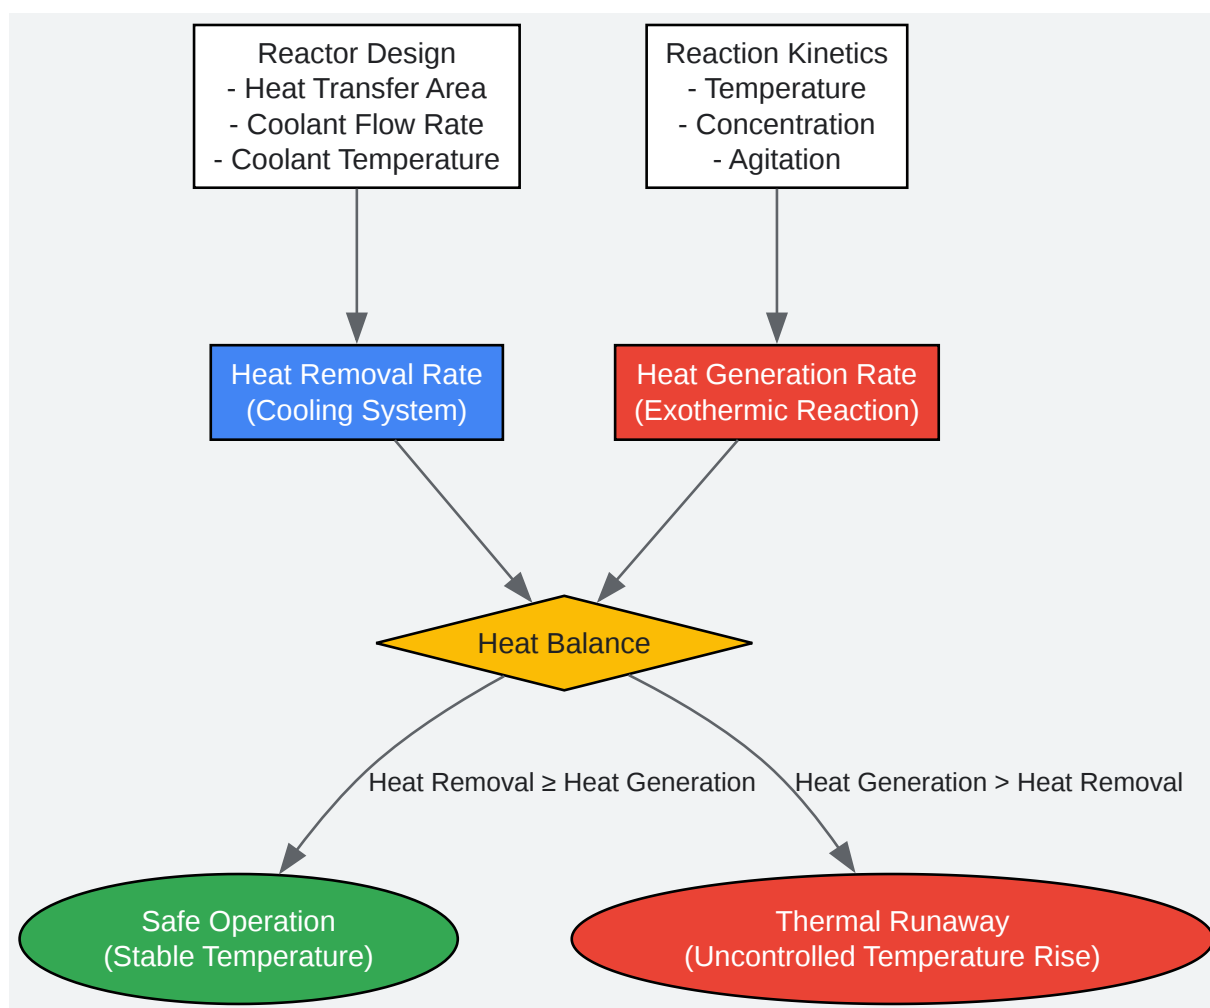 Reactor Design
- Heat Transfer Area
- Coolant Flow Rate
- Coolant Temperature
Reaction Kinetics
- Temperature
- Concentration
- Agitation
Heat Removal Rate
(Cooling System)
Heat Generation Rate
(Exothermic Reaction)
Heat Balance
Heat Removal ≥ Heat Generation
Heat Generation > Heat Removal
Safe Operation
(Stable Temperature)
Thermal Runaway
(Uncontrolled Temperature Rise)